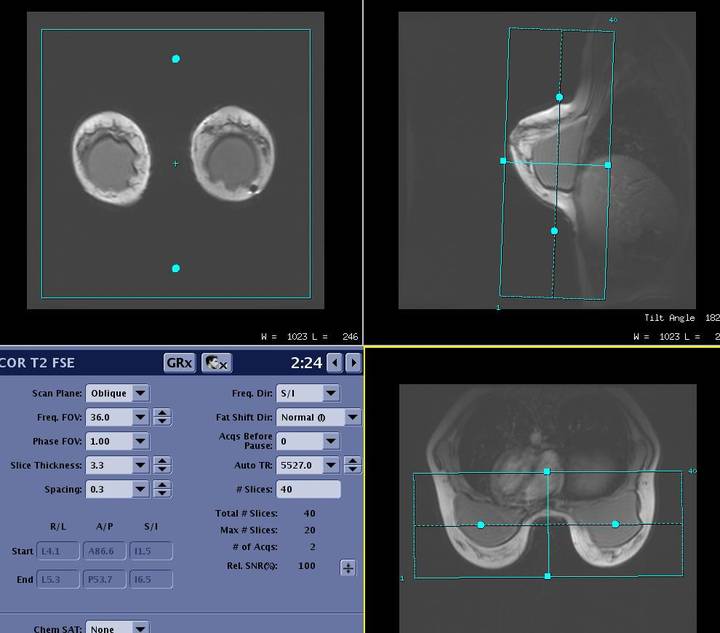 40
1
Tilt Angle 182
W = 1023 L = 246
W = 1023 L = 2
COR T2 FSE GRx x 2:24
Scan Plane: Oblique Freq. Dir: S/I
Freq. FOV: 36.0 Fat Shift Dir: Normal (I)
Phase FOV: 1.00 Acqs Before Pause: 0
Slice Thickness: 3.3 Auto TR: 5527.0
Spacing: 0.3 # Slices: 40
Total # Slices: 40
R/L A/P S/I Max # Slices: 20
Start L4.1 A86.6 I1.5 # of Acqs: 2
Rel. SNR(%): 100
End L5.3 P53.7 I6.5
Chem SAT: None
40
1